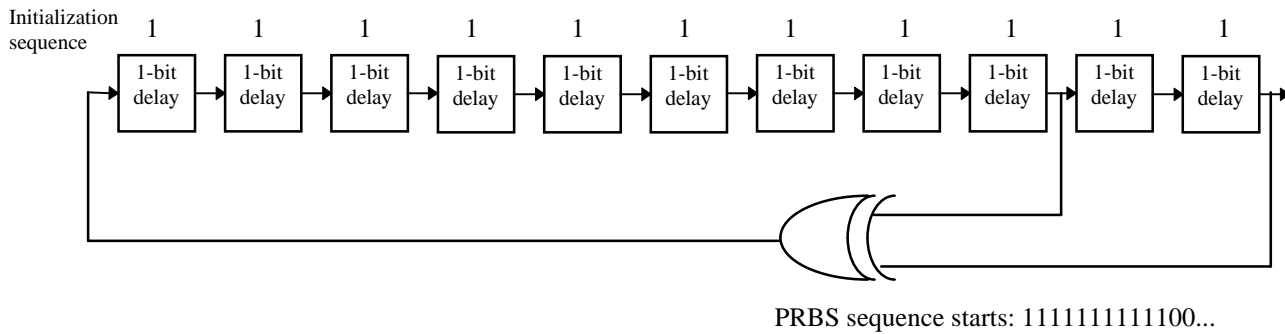 Initialization sequence
1 1 1 1 1 1 1 1 1 1 1
1-bit delay
1-bit delay
1-bit delay
1-bit delay
1-bit delay
1-bit delay
1-bit delay
1-bit delay
1-bit delay
1-bit delay
1-bit delay
PRBS sequence starts: 1111111111100...